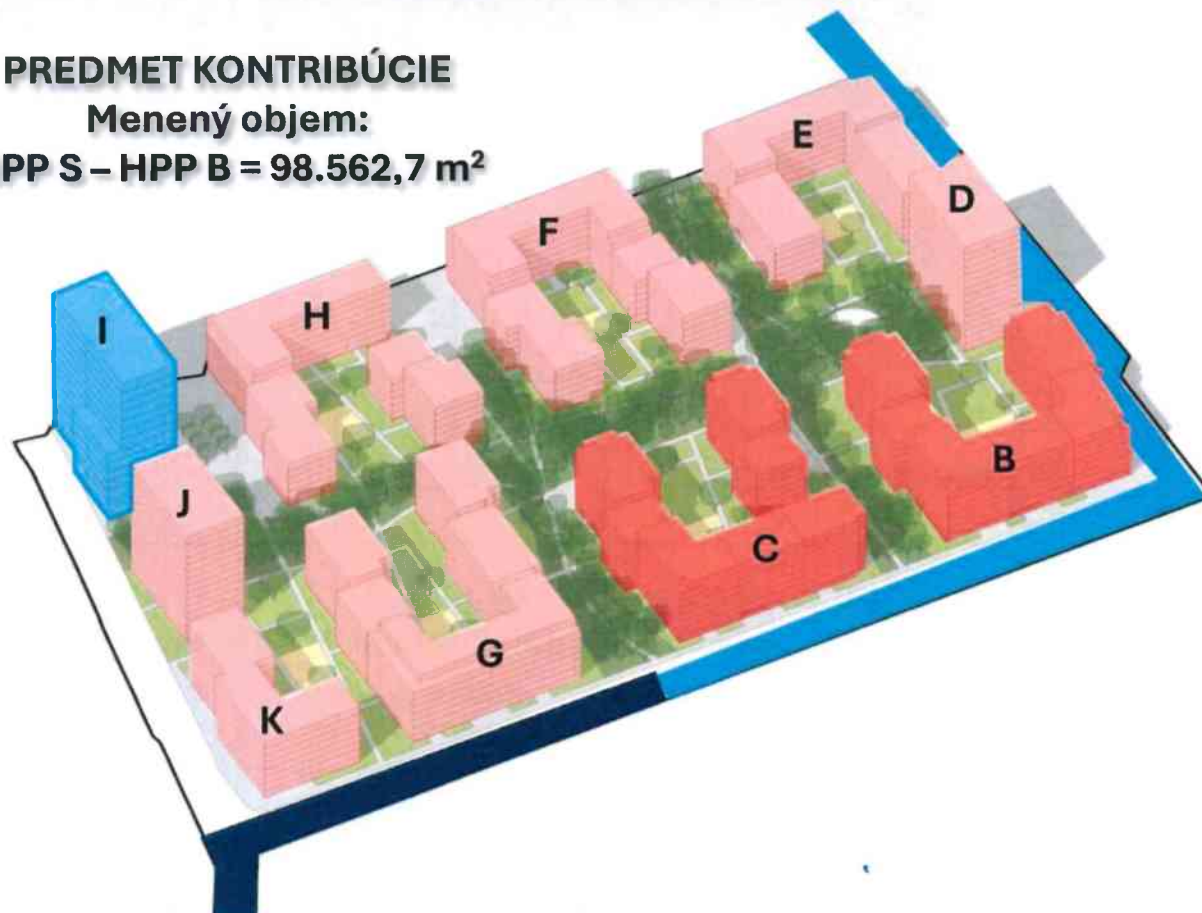 PREDMET KONTRIBÚCIE
Menený objem:
PP S – HPP B = 98.562,7 m²
E
D
F
H
I
B
J
C
G
K